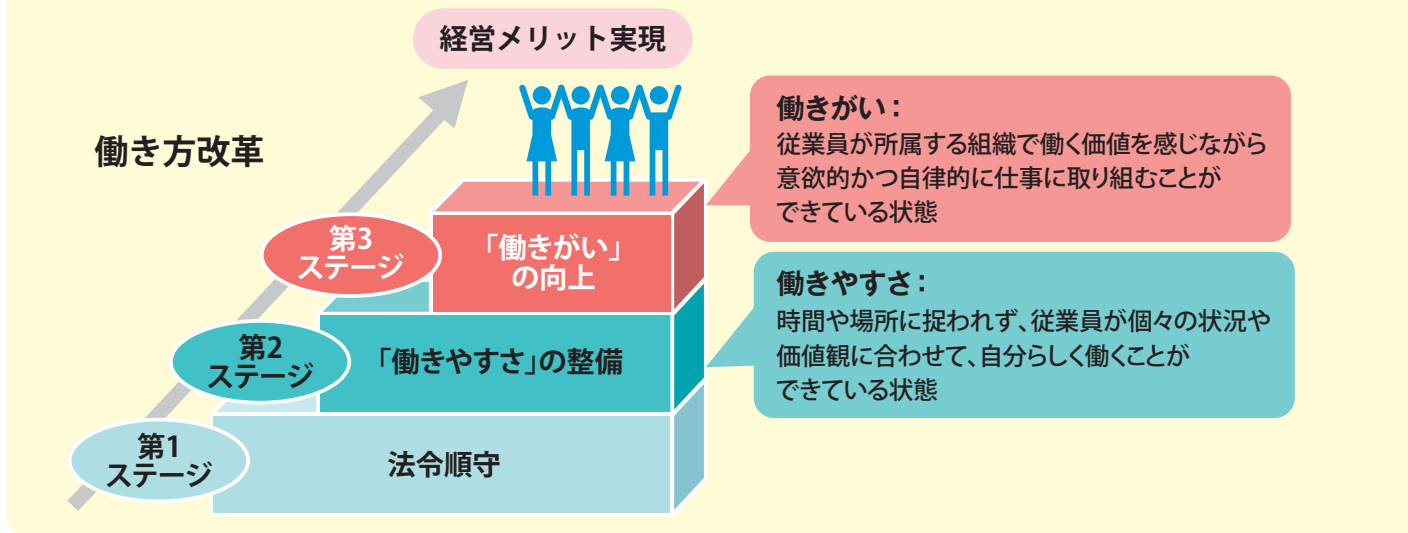 経営メリット実現
働き方改革
第3
ステージ
「働きがい」
の向上
第2
ステージ
「働きやすさ」の整備
第1
ステージ
法令順守
働きがい：
従業員が所属する組織で働く価値を感じながら
意欲的かつ自律的に仕事に取り組むことが
できている状態
働きやすさ：
時間や場所に捉われず、従業員が個々の状況や
価値観に合わせて、自分らしく働くことが
できている状態